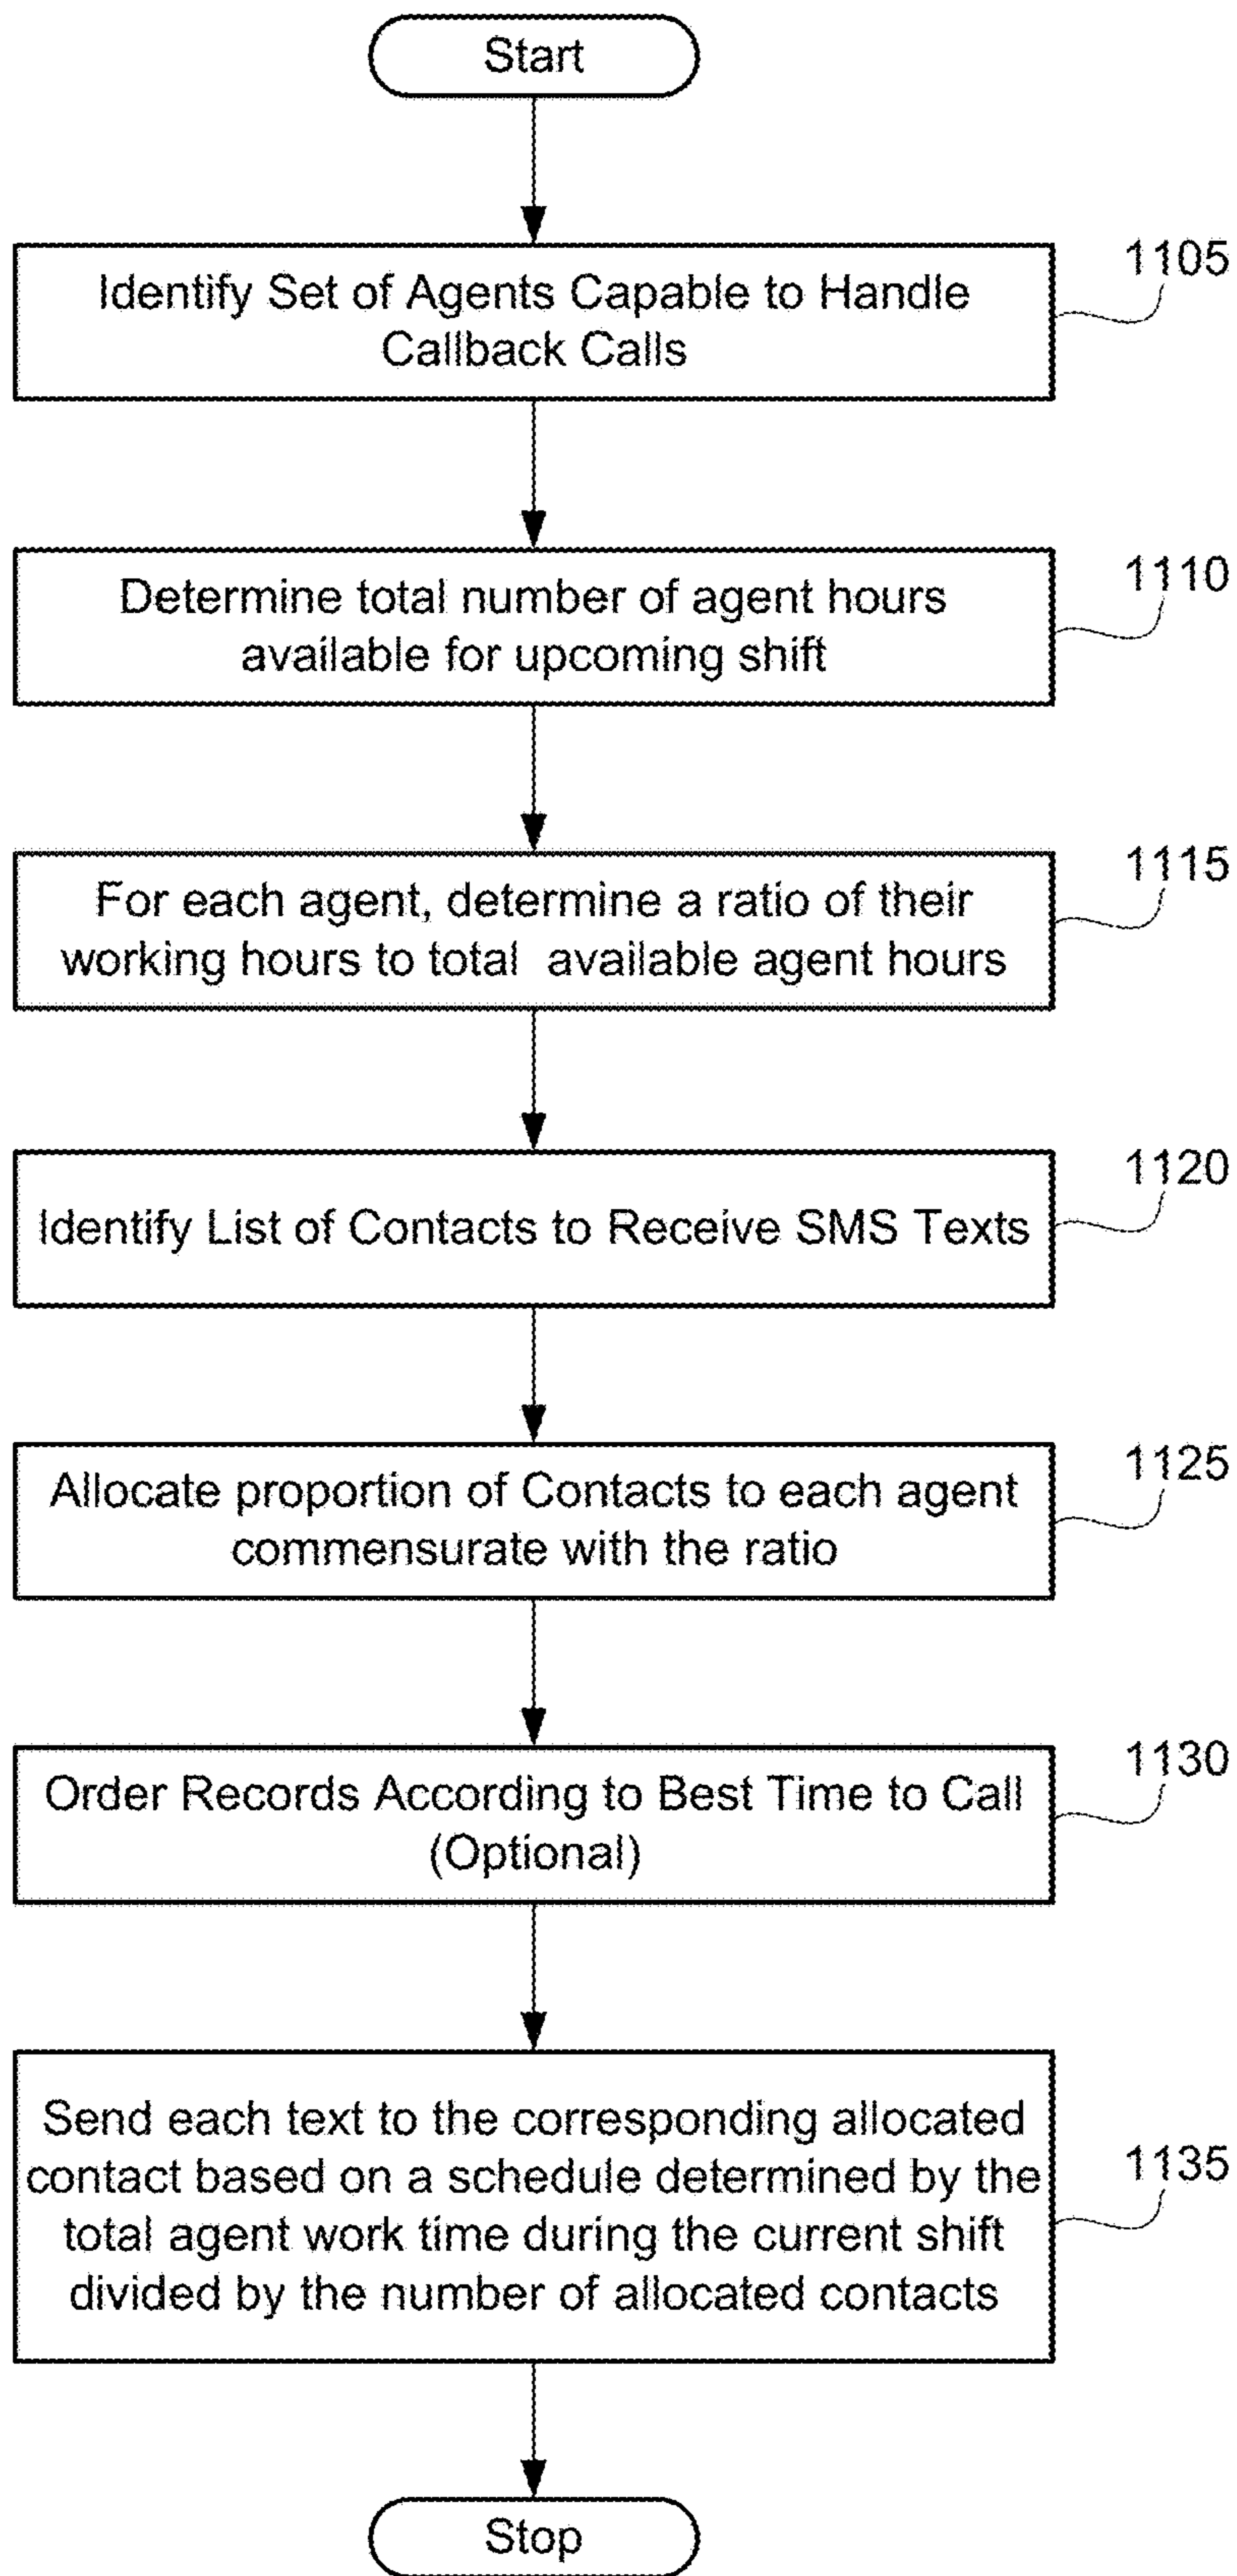 Start
1105
Identify Set of Agents Capable to Handle
Callback Calls
1110
Determine total number of agent hours
available for upcoming shift
1115
For each agent, determine a ratio of their
working hours to total available agent hours
1120
Identify List of Contacts to Receive SMS Texts
1125
Allocate proportion of Contacts to each agent
commensurate with the ratio
1130
Order Records According to Best Time to Call
(Optional)
Send each text to the corresponding allocated
1135
contact based on a schedule determined by the
total agent work time during the current shift
divided by the number of allocated contacts
Stop